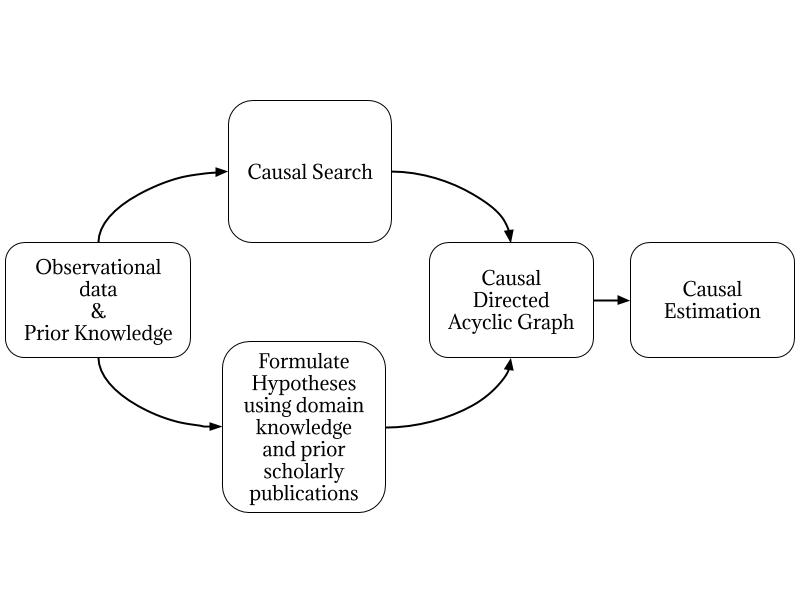 Causal Search
Observational
data
&
Prior Knowledge
Causal
Directed
Acyclic Graph
Causal
Estimation
Formulate
Hypotheses
using domain
knowledge
and prior
scholarly
publications